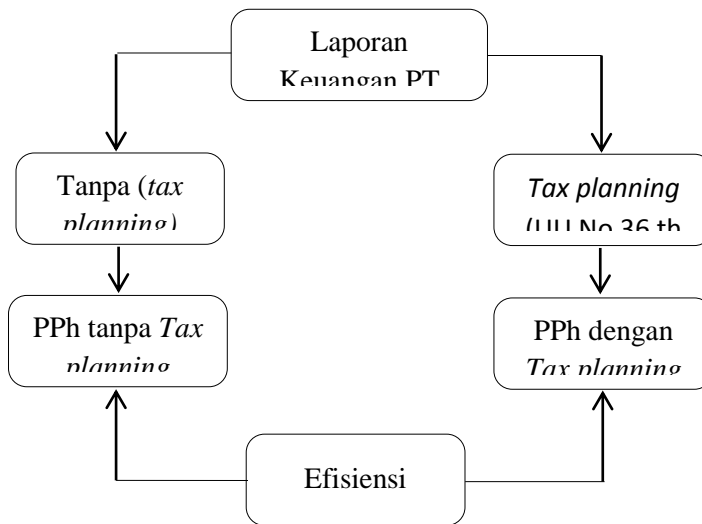 Laporan
Keuangan PT
Tanpa (tax
planning)
Tax planning
(UU No 36 th
PPh tanpa Tax
planning
PPh dengan
Tax planning
Efisiensi